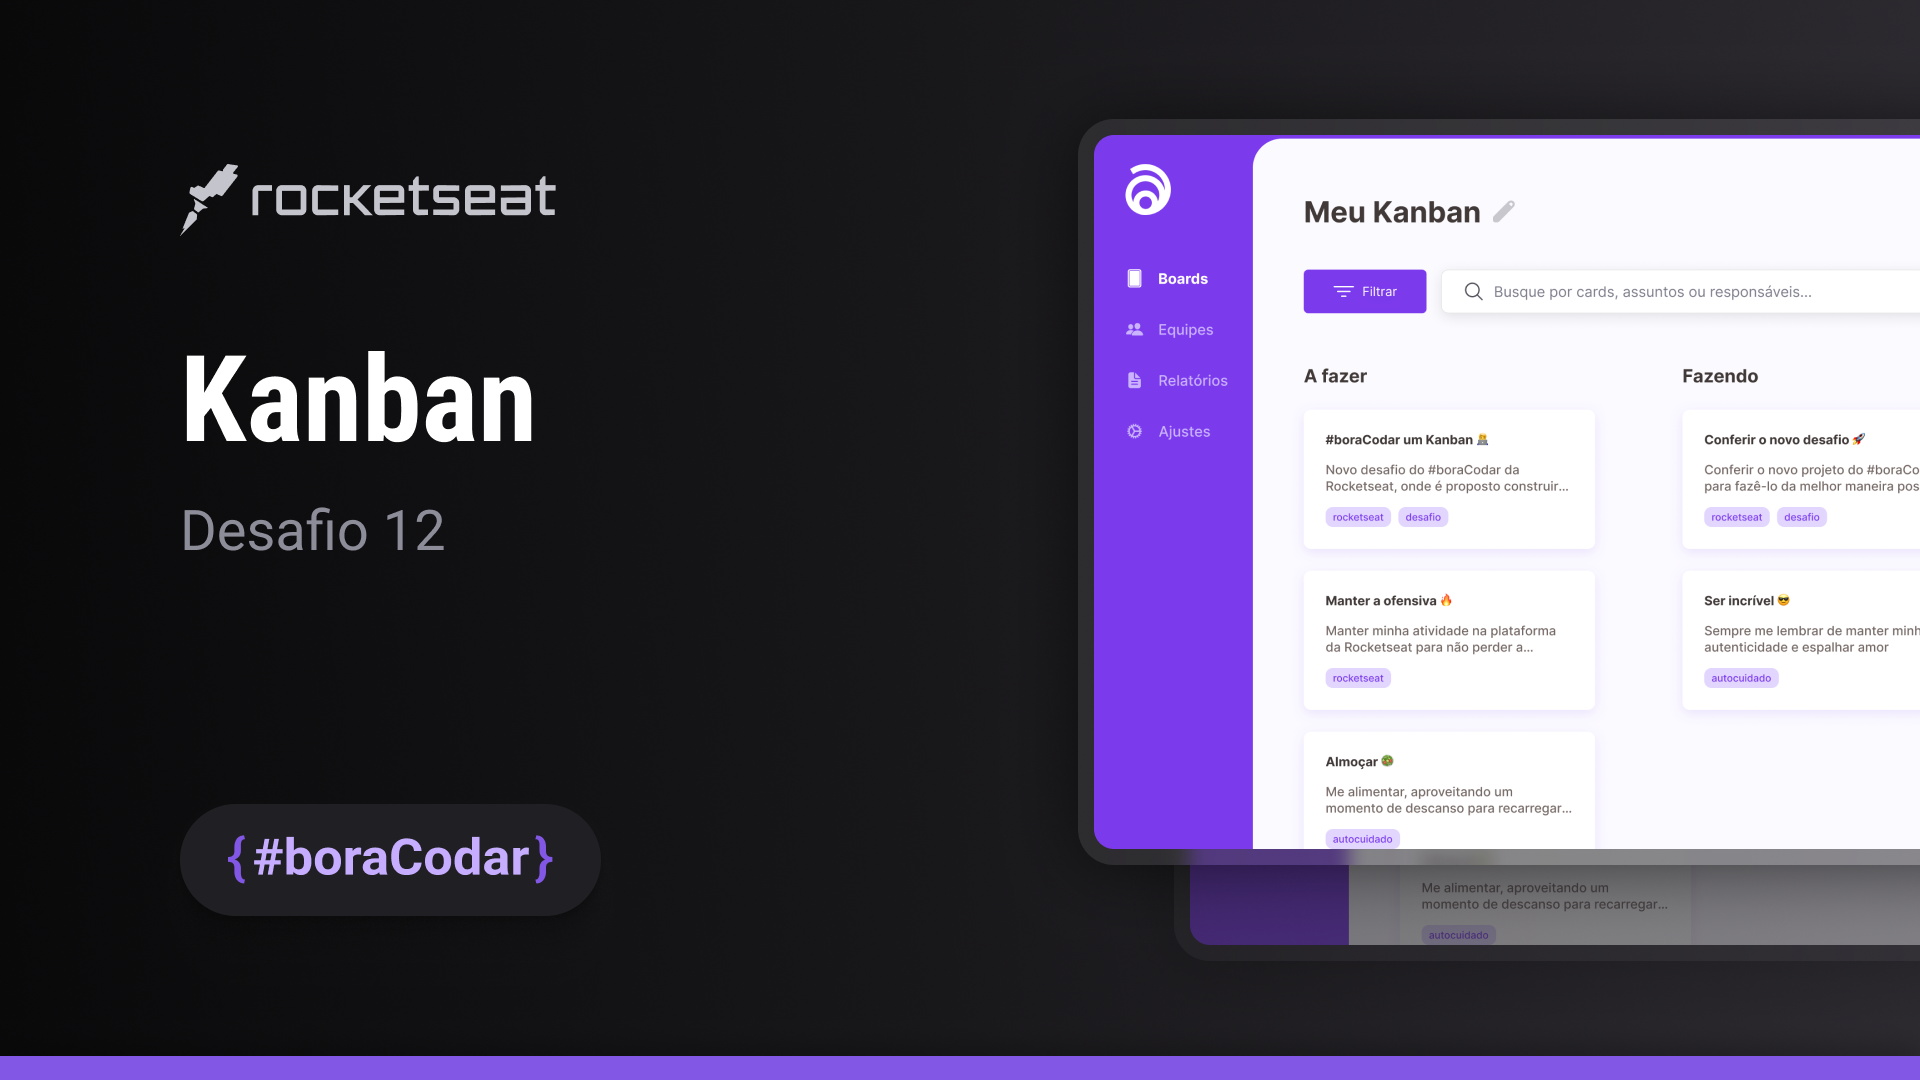 rocketseat
Kanban
Desafio 12
{#boraCodar}
Meu Kanban
Boards
Equipes
Relatórios
Ajustes
Filtrar
Busque por cards, assuntos ou responsáveis...
A fazer
#boraCodar um Kanban 🧑‍💻
Novo desafio do #boraCodar da
Rocketseat, onde é proposto construir...
rocketseat desafio
Manter a ofensiva 🔥
Manter minha atividade na plataforma
da Rocketseat para não perder a...
rocketseat
Almoçar 🥗
Me alimentar, aproveitando um
momento de descanso para recarregar...
autocuidado
Fazendo
Conferir o novo desafio 🚀
Conferir o novo projeto do #boraCo
para fazê-lo da melhor maneira pos
rocketseat desafio
Ser incrível 😎
Sempre me lembrar de manter minh
autenticidade e espalhar amor
autocuidado
Me alimentar, aproveitando um
momento de descanso para recarregar...
autocuidado